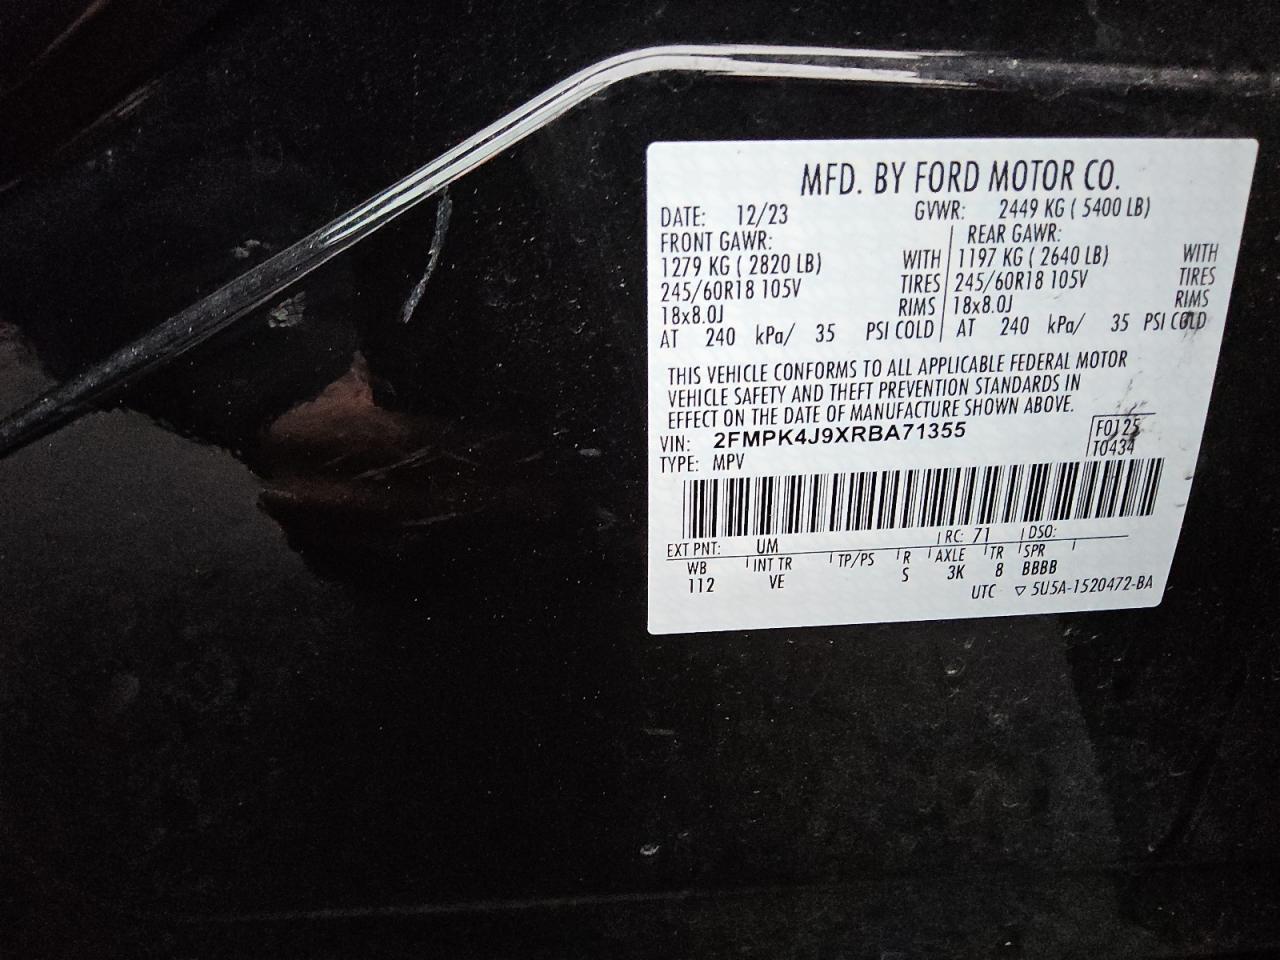 MFD. BY FORD MOTOR CO.
DATE: 12/23 GVWR: 2449 KG ( 5400 LB)
FRONT GAWR: REAR GAWR:
1279 KG ( 2820 LB) WITH 1197 KG ( 2640 LB) WITH
245/60R18 105V TIRES 245/60R18 105V TIRES
18x8.0J RIMS 18x8.0J RIMS
AT 240 kPa/ 35 PSI COLD AT 240 kPa/ 35 PSI COLD
THIS VEHICLE CONFORMS TO ALL APPLICABLE FEDERAL MOTOR
VEHICLE SAFETY AND THEFT PREVENTION STANDARDS IN
EFFECT ON THE DATE OF MANUFACTURE SHOWN ABOVE.
VIN: 2FMPK4J9XRBA71355 F0125
TYPE: MPV T0434
EXT PNT: UM RC: 71 DSO:
WB INT TR TP/PS R AXLE TR SPR
112 VE S 3K 8 BBBB
UTC ▽ 5U5A-1520472-BA